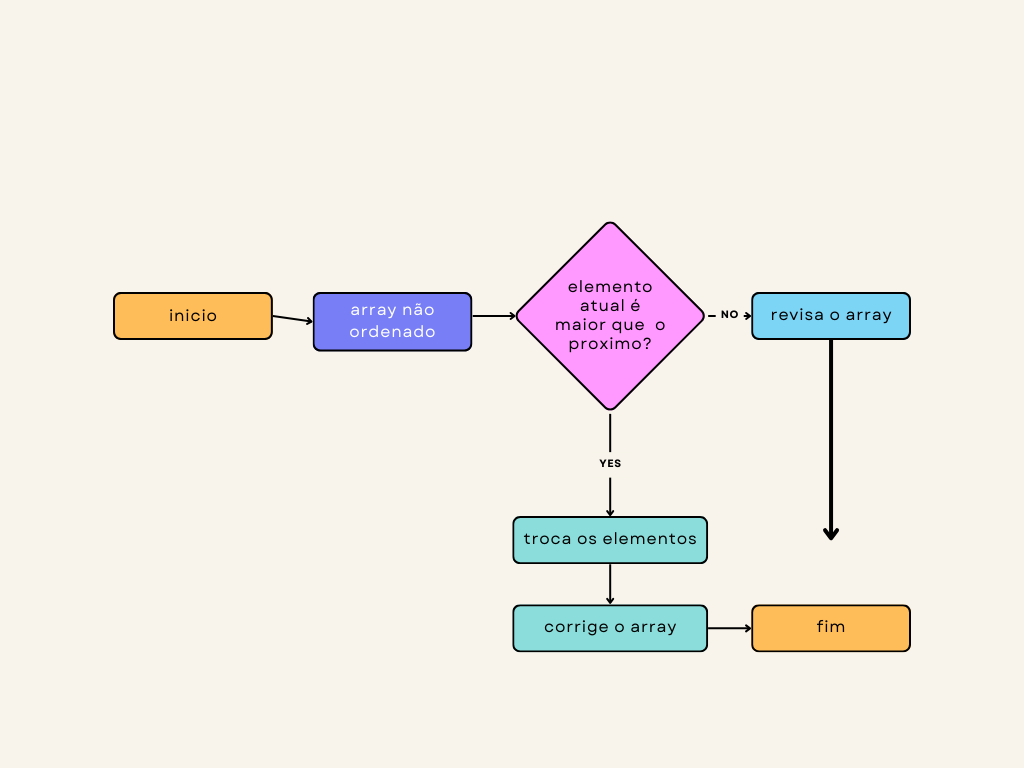 inicio
array não
ordenado
elemento
atual é
maior que o
proximo?
NO
revisa o array
YES
troca os elementos
corrige o array
fim